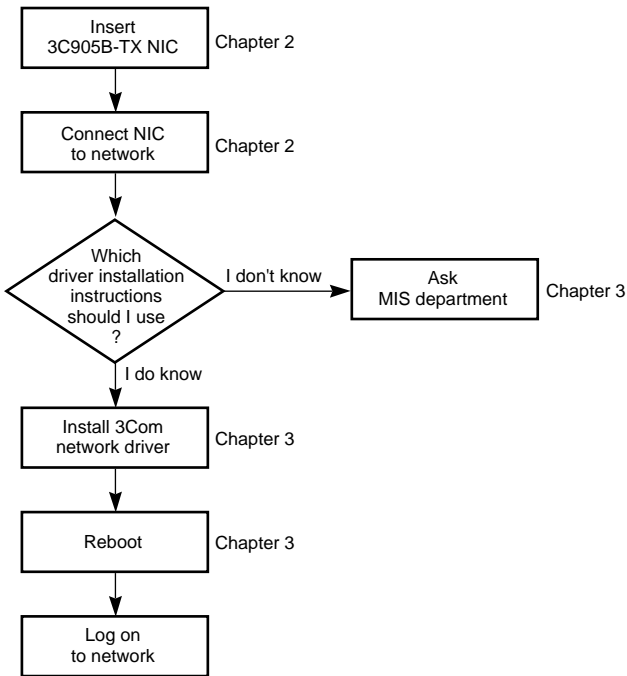 Insert
3C905B-TX NIC
Chapter 2
Connect NIC
to network
Chapter 2
Which
driver installation
instructions
should I use
?
I don't know
Ask
MIS department
Chapter 3
I do know
Install 3Com
network driver
Chapter 3
Reboot
Chapter 3
Log on
to network